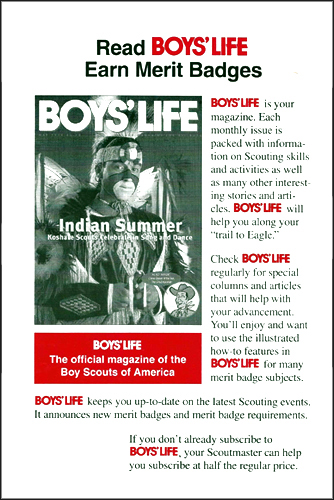 Read BOYS' LIFE
Earn Merit Badges
BOYS' LIFE
Indian Summer
Koshare Scouts Celebrate in Song and Dance
BOYS' LIFE
The official magazine of the
Boy Scouts of America
BOYS' LIFE is your
magazine. Each
monthly issue is
packed with informa-
tion on Scouting skills
and activities as well
as many other interest-
ing stories and arti-
cles. BOYS' LIFE will
help you along your
“trail to Eagle.”
Check BOYS' LIFE
regularly for special
columns and articles
that will help with
your advancement.
You’ll enjoy and want
to use the illustrated
how-to features in
BOYS' LIFE for many
merit badge subjects.
BOYS' LIFE keeps you up-to-date on the latest Scouting events.
It announces new merit badges and merit badge requirements.
If you don’t already subscribe to
BOYS' LIFE, your Scoutmaster can help
you subscribe at half the regular price.